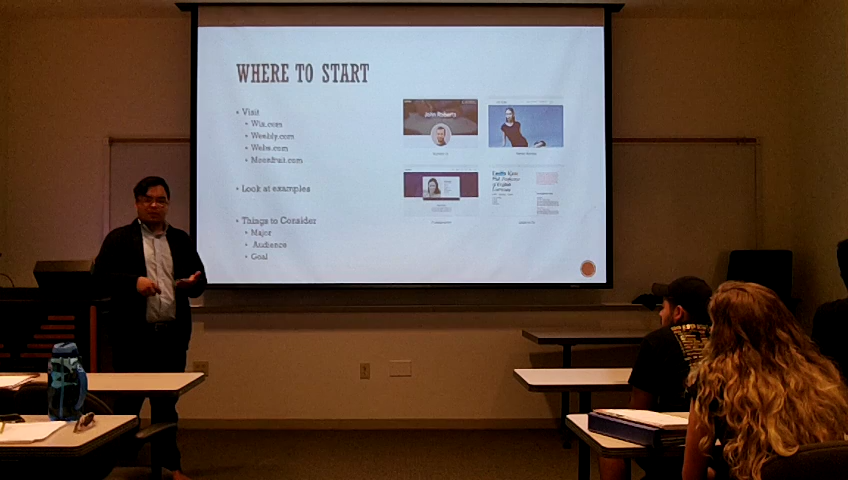 WHERE TO START
Visit
Wix.com
Weebly.com
Webs.com
Moonfruit.com
Look at examples
Things to Consider
Major
Audience
Goal
John Roberts